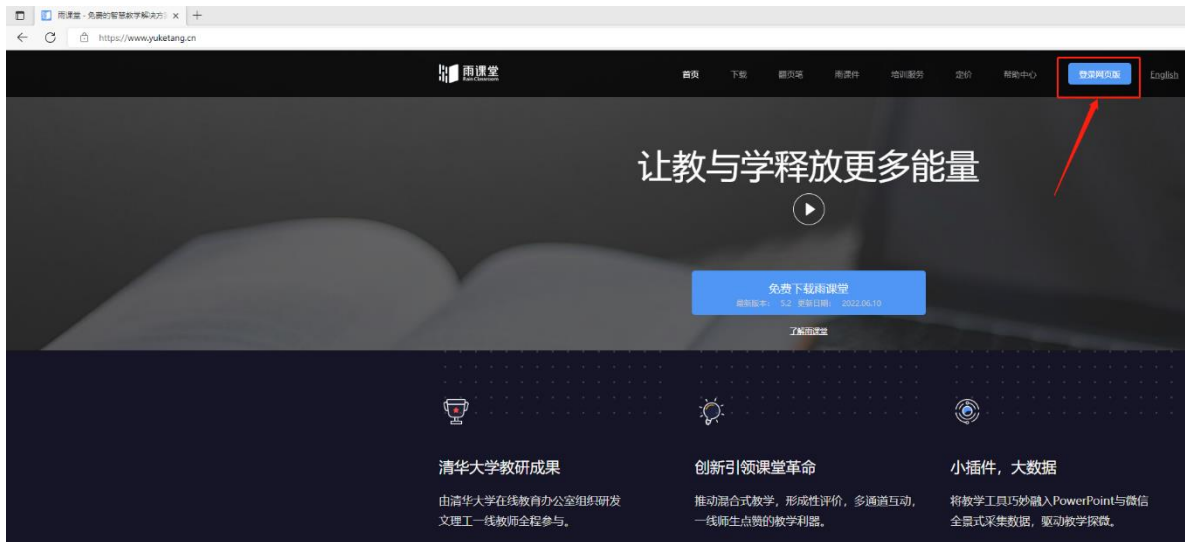 雨课堂 - 免费的智慧教学解决方
https://www.yuketang.cn
雨课堂
Rain Classroom
首页 下载 翻页笔 雨课件 培训服务 定价 帮助中心 登录网页版 English
让教与学释放更多能量
免费下载雨课堂
最新版本： 5.2 更新日期： 2022.06.10
了解雨课堂
清华大学教研成果 创新引领课堂革命 小插件，大数据
由清华大学在线教育办公室组织研发 推动混合式教学，形成性评价，多通道互动， 将教学工具巧妙融入PowerPoint与微信
文理工一线教师全程参与。 一线师生点赞的教学利器。 全景式采集数据，驱动教学探微。